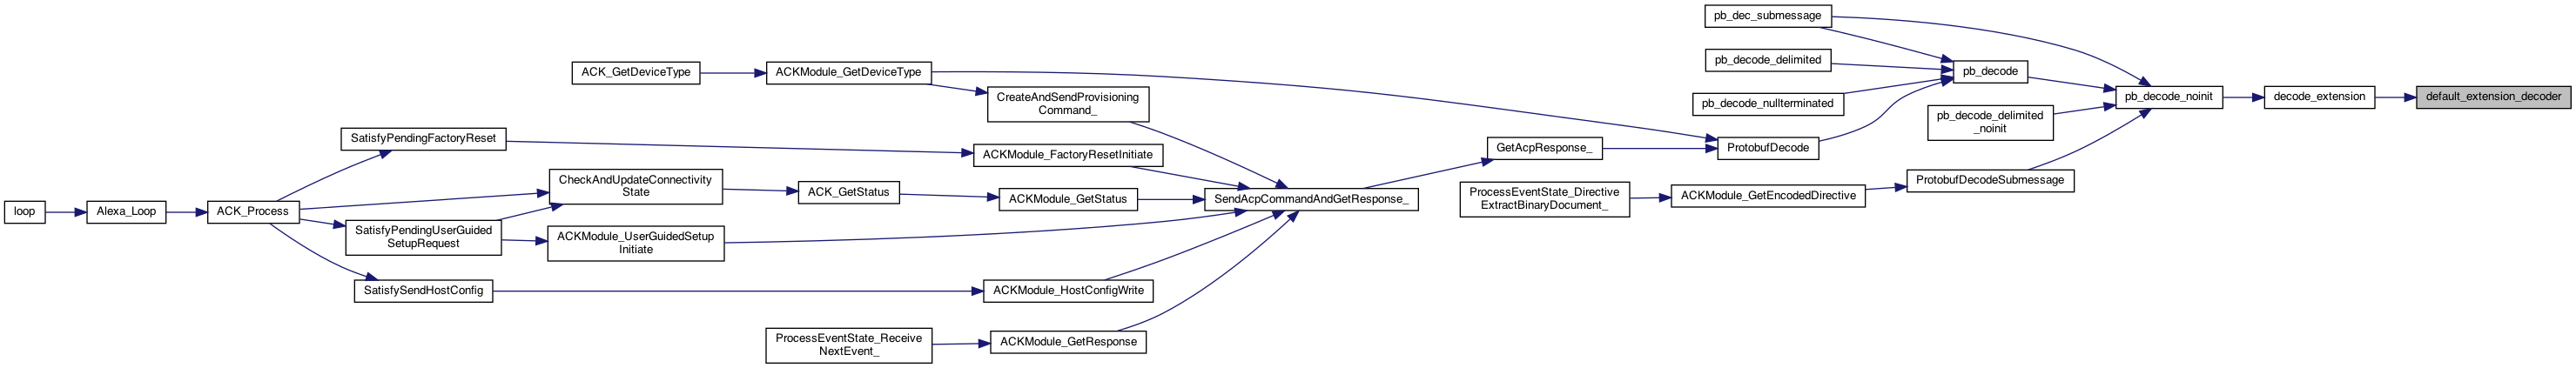 pb_dec_submessage
pb_decode_delimited
ACK_GetDeviceType
ACKModule_GetDeviceType
pb_decode
CreateAndSendProvisioning
Command_
pb_decode_nullterminated
pb_decode_noinit
decode_extension
default_extension_decoder
pb_decode_delimited
_noinit
SatisfyPendingFactoryReset
ACKModule_FactoryResetInitiate
GetAcpResponse_
ProtobufDecode
CheckAndUpdateConnectivity
State
ACK_GetStatus
ACKModule_GetStatus
SendAcpCommandAndGetResponse_
ProcessEventState_Directive
ExtractBinaryDocument_
ACKModule_GetEncodedDirective
ProtobufDecodeSubmessage
loop
Alexa_Loop
ACK_Process
SatisfyPendingUserGuided
SetupRequest
ACKModule_UserGuidedSetup
Initiate
SatisfySendHostConfig
ACKModule_HostConfigWrite
ProcessEventState_Receive
NextEvent_
ACKModule_GetResponse